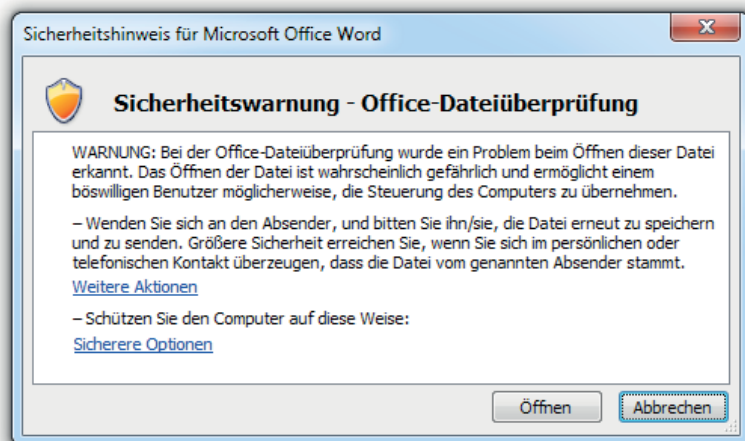 Sicherheitshinweis für Microsoft Office Word
Sicherheitswarnung - Office-Dateiüberprüfung
WARNUNG: Bei der Office-Dateiüberprüfung wurde ein Problem beim Öffnen dieser Datei
erkannt. Das Öffnen der Datei ist wahrscheinlich gefährlich und ermöglicht einem
böswilligen Benutzer möglicherweise, die Steuerung des Computers zu übernehmen.
– Wenden Sie sich an den Absender, und bitten Sie ihn/sie, die Datei erneut zu speichern
und zu senden. Größere Sicherheit erreichen Sie, wenn Sie sich im persönlichen oder
telefonischen Kontakt überzeugen, dass die Datei vom genannten Absender stammt.
Weitere Aktionen
– Schützen Sie den Computer auf diese Weise:
Sicherere Optionen
Öffnen Abbrechen